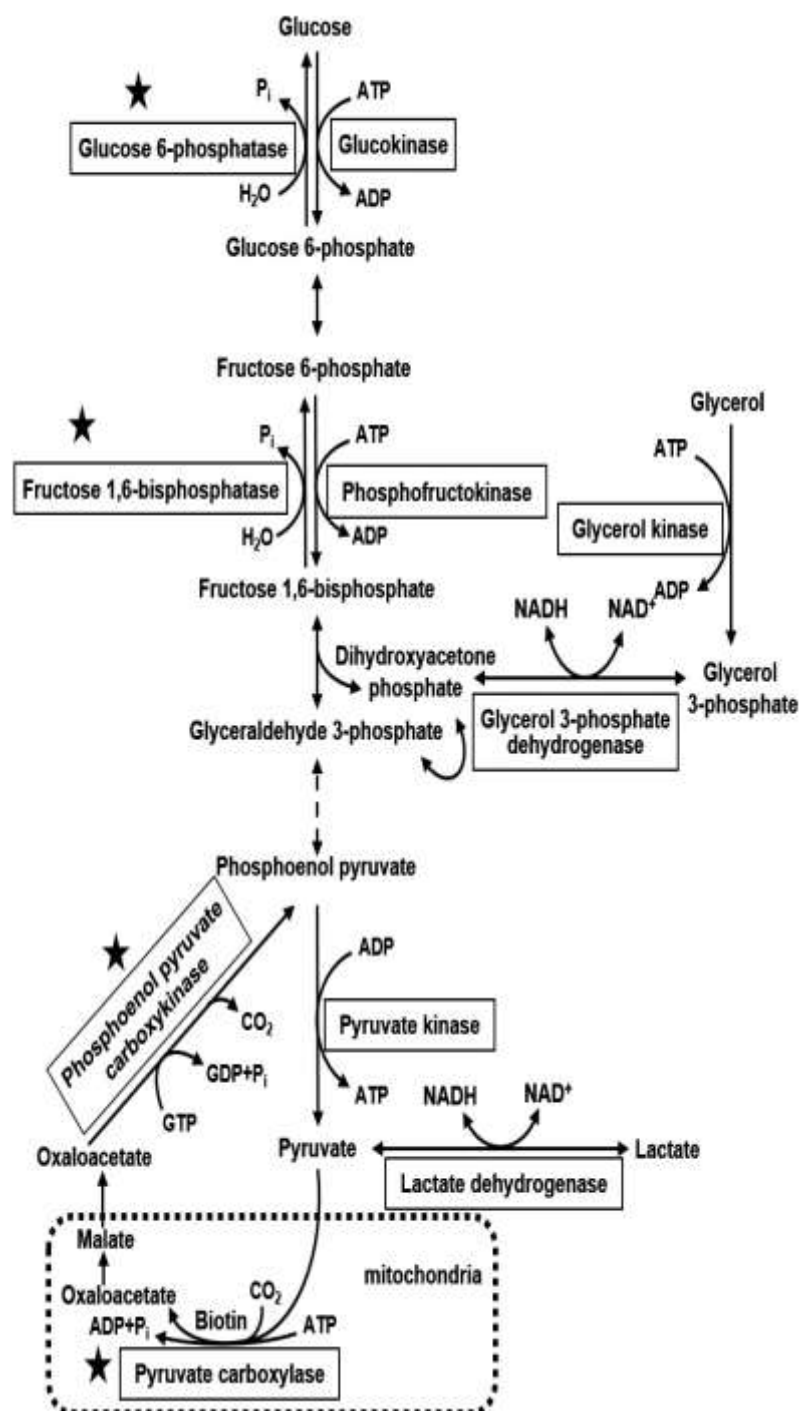 Glucose
Pi ATP
Glucose 6-phosphatase Glucokinase
H2O ADP
Glucose 6-phosphate
Fructose 6-phosphate
Glycerol
Pi ATP
ATP
Fructose 1,6-bisphosphatase Phosphofructokinase
Glycerol kinase
H2O ADP
Fructose 1,6-bisphosphate
ADP
NADH NAD+
Dihydroxyacetone
phosphate
Glycerol
3-phosphate
Glyceraldehyde 3-phosphate
Glycerol 3-phosphate
dehydrogenase
Phosphoenol pyruvate
Phosphoenol pyruvate
carboxykinase
ADP
CO2
Pyruvate kinase
GDP+Pi
ATP
NADH NAD+
GTP
Oxaloacetate
Pyruvate
Lactate
Lactate dehydrogenase
Malate
mitochondria
Oxaloacetate
CO2
Biotin
ADP+Pi
ATP
Pyruvate carboxylase